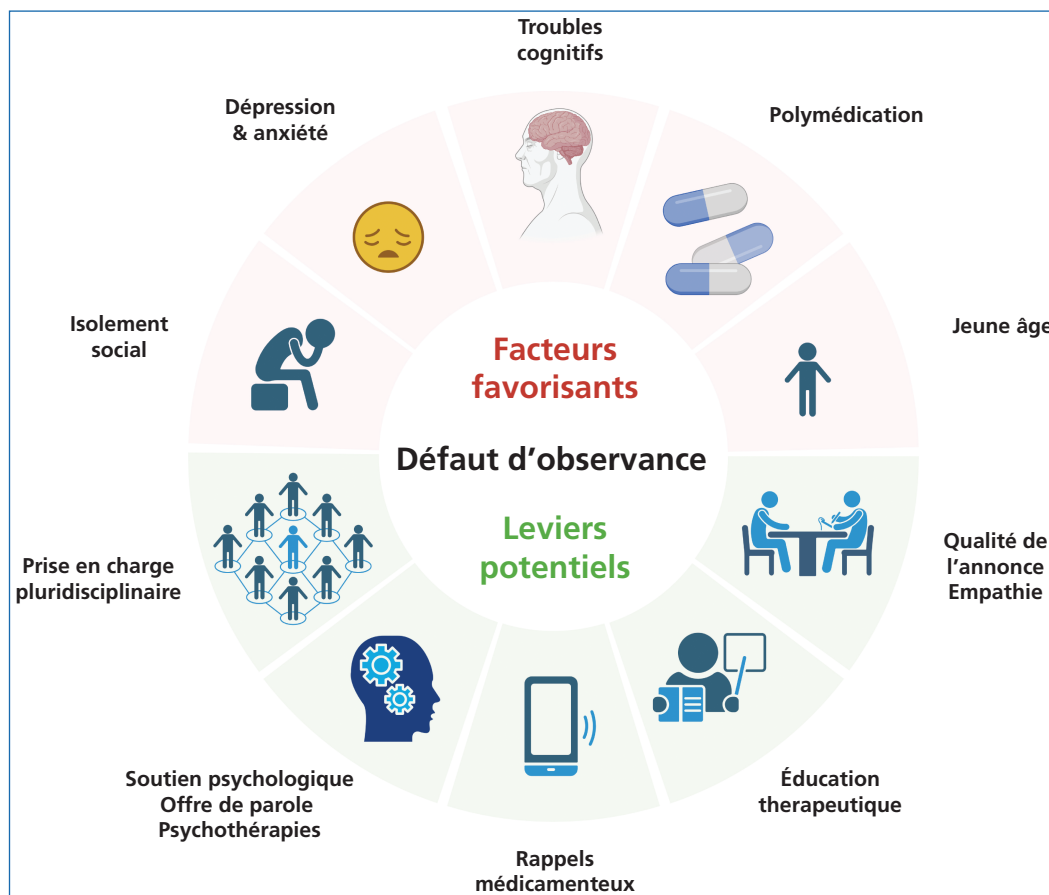 Troubles
cognitifs
Dépression
& anxiété
Polymédication
Isolement
social
Jeune âge
Facteurs
favorisants
Défaut d’observance
Leviers
potentiels
Prise en charge
pluridisciplinaire
Qualité de
l’annonce
Empathie
Soutien psychologique
Offre de parole
Psychothérapies
Éducation
therapeutique
Rappels
médicamenteux